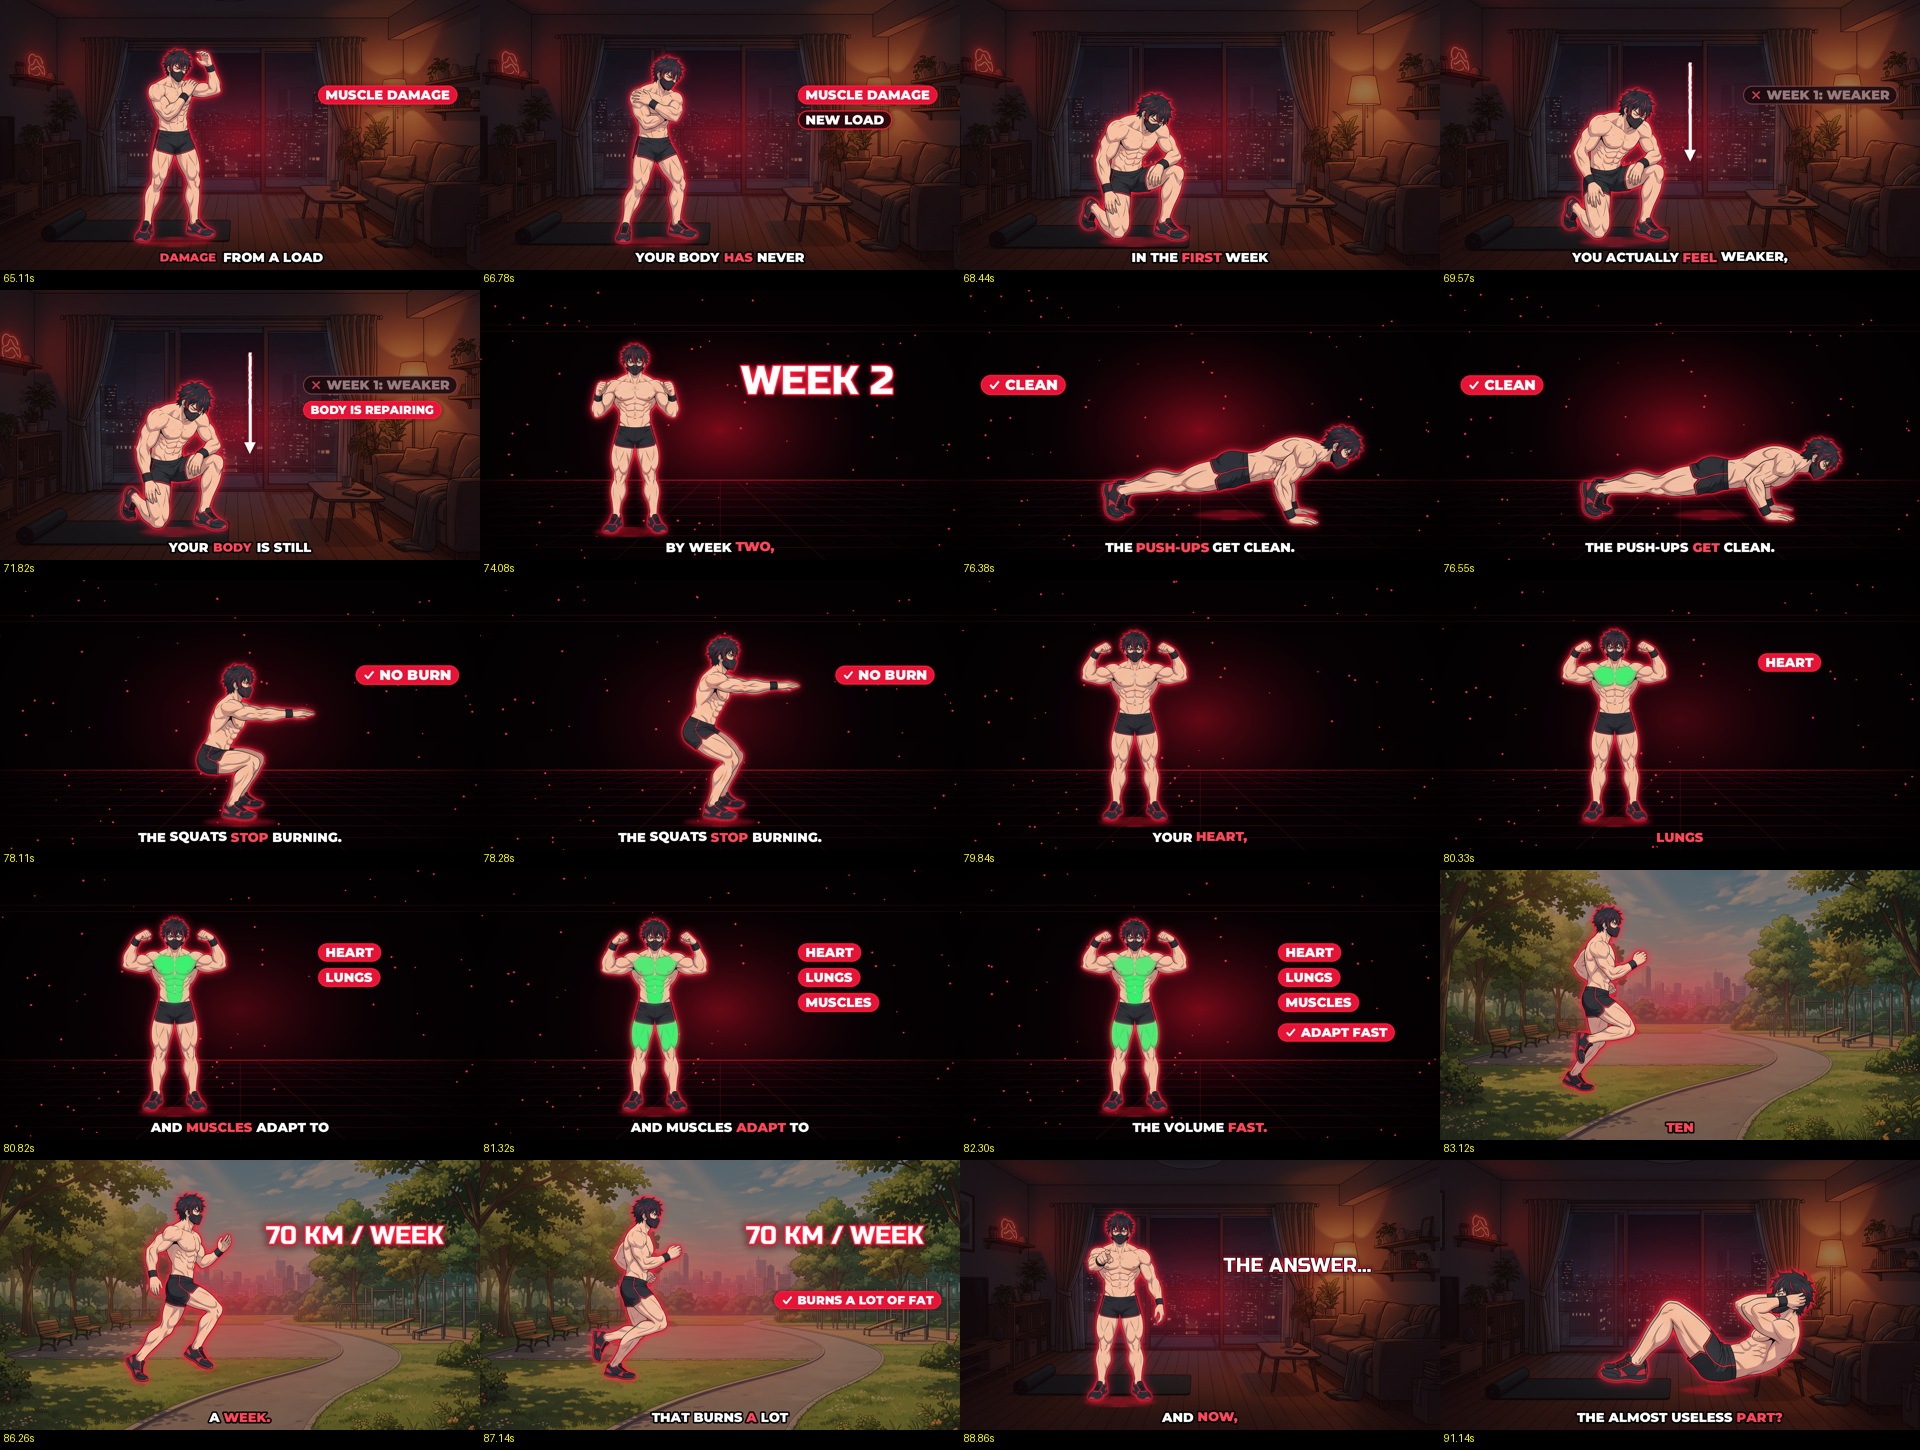 MUSCLE DAMAGE
DAMAGE FROM A LOAD
65.11s
MUSCLE DAMAGE
NEW LOAD
YOUR BODY HAS NEVER
66.78s
IN THE FIRST WEEK
68.44s
× WEEK 1: WEAKER
YOU ACTUALLY FEEL WEAKER,
69.57s
× WEEK 1: WEAKER
BODY IS REPAIRING
YOUR BODY IS STILL
71.82s
WEEK 2
BY WEEK TWO,
74.08s
✓ CLEAN
THE PUSH-UPS GET CLEAN.
76.38s
✓ CLEAN
THE PUSH-UPS GET CLEAN.
76.55s
✓ NO BURN
THE SQUATS STOP BURNING.
78.11s
✓ NO BURN
THE SQUATS STOP BURNING.
78.28s
YOUR HEART,
79.84s
HEART
LUNGS
80.33s
HEART
LUNGS
AND MUSCLES ADAPT TO
80.82s
HEART
LUNGS
MUSCLES
AND MUSCLES ADAPT TO
81.32s
HEART
LUNGS
MUSCLES
✓ ADAPT FAST
THE VOLUME FAST.
82.30s
TEN
83.12s
70 KM / WEEK
A WEEK.
86.26s
70 KM / WEEK
✓ BURNS A LOT OF FAT
THAT BURNS A LOT
87.14s
THE ANSWER...
AND NOW,
88.86s
THE ALMOST USELESS PART?
91.14s